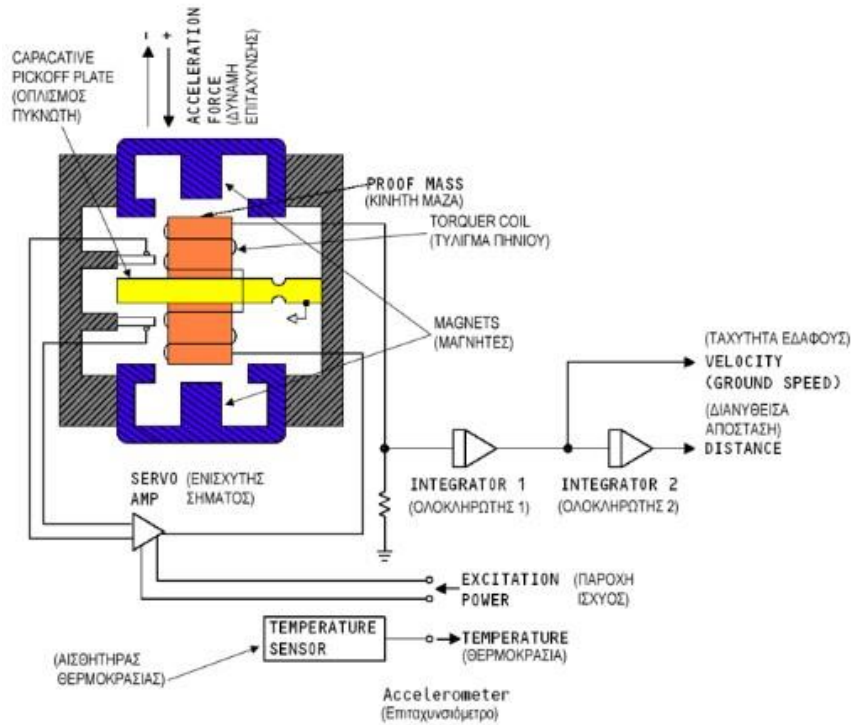 - +
ACCELERATION
FORCE
(ΔΥΝΑΜΗ
ΕΠΙΤΑΧΥΝΣΗΣ)
CAPACATIVE
PICKOFF PLATE
(ΟΠΛΙΣΜΟΣ
ΠΥΚΝΩΤΗ)
PROOF MASS
(ΚΙΝΗΤΗ ΜΑΖΑ)
TORQUER COIL
(ΤΥΛΙΓΜΑ ΠΗΝΙΟΥ)
MAGNETS
(ΜΑΓΝΗΤΕΣ)
(ΤΑΧΥΤΗΤΑ ΕΔΑΦΟΥΣ)
VELOCITY
(GROUND SPEED)
(ΔΙΑΝΥΘΕΙΣΑ
ΑΠΟΣΤΑΣΗ)
DISTANCE
SERVO (ΕΝΙΣΧΥΤΗΣ
AMP ΣΗΜΑΤΟΣ)
INTEGRATOR 1
(ΟΛΟΚΛΗΡΩΤΗΣ 1)
INTEGRATOR 2
(ΟΛΟΚΛΗΡΩΤΗΣ 2)
EXCITATION (ΠΑΡΟΧΗ
POWER ΙΣΧΥΟΣ)
TEMPERATURE
SENSOR
TEMPERATURE
(ΘΕΡΜΟΚΡΑΣΙΑ)
(ΑΙΣΘΗΤΗΡΑΣ
ΘΕΡΜΟΚΡΑΣΙΑΣ)
Accelerometer
(Επιταχυνσιόμετρο)